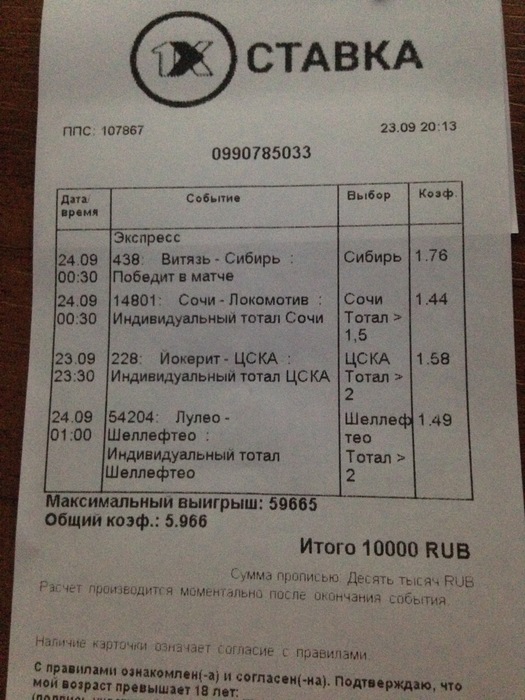 1X СТАВКА
ППС: 107867 23.09 20:13
0990785033
Дата/ время Событие Выбор Коэф.
Экспресс
24.09 438: Витязь - Сибирь : Сибирь 1.76
00:30 Победит в матче
24.09 14801: Сочи - Локомотив : Сочи 1.44
00:30 Индивидуальный тотал Сочи Тотал >
1,5
23.09 228: Йокерит - ЦСКА : ЦСКА 1.58
23:30 Индивидуальный тотал ЦСКА Тотал >
2
24.09 54204: Лулео - Шеллеф 1.49
01:00 Шеллефтео : тео
Индивидуальный тотал Тотал >
Шеллефтео 2
Максимальный выигрыш: 59665
Общий коэф.: 5.966
Итого 10000 RUB
Сумма прописью: Десять тысяч RUB
Расчет производится моментально после окончания события.
Наличие карточки означает согласие с правилами.
С правилами ознакомлен(-а) и согласен(-на). Подтверждаю, что
мой возраст превышает 18 лет: